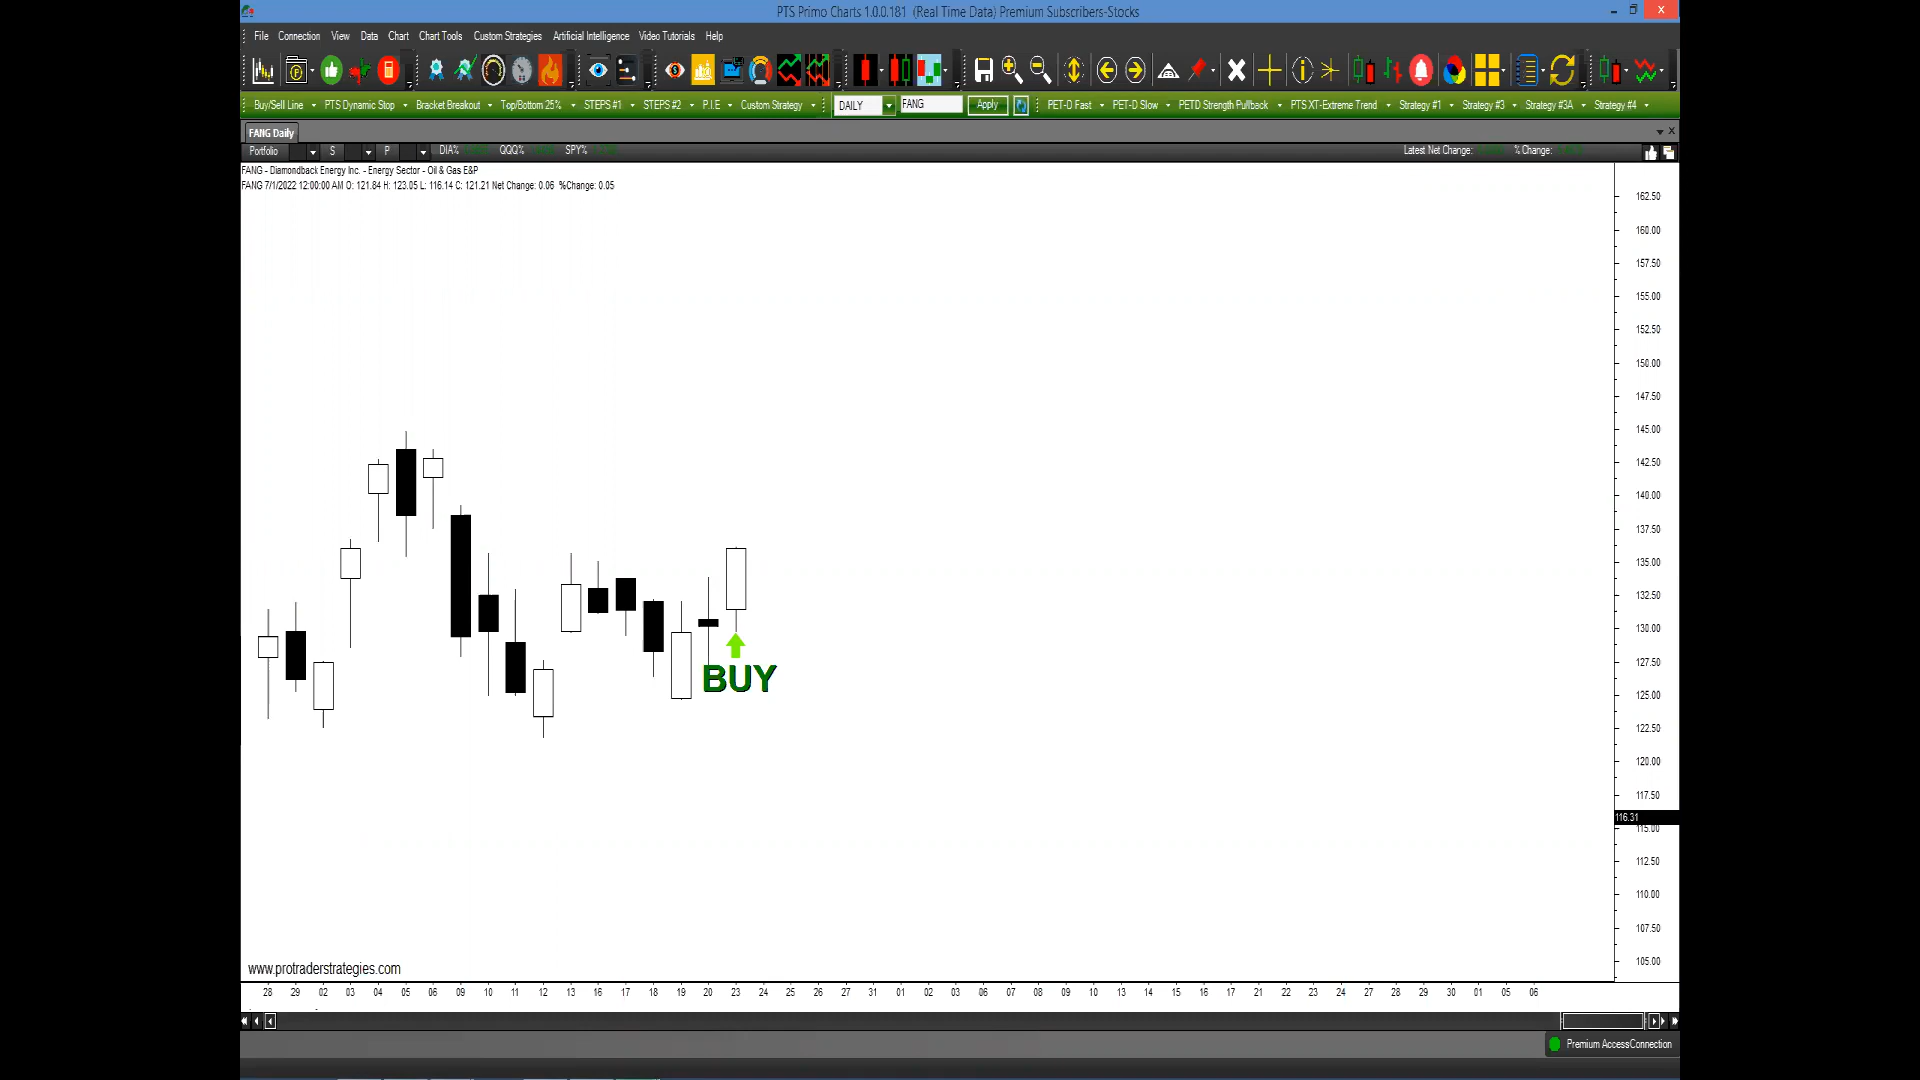 PTS Primo Charts 1.0.0.181 (Real Time Data) Premium Subscribers-Stocks
File Connection View Data Chart Chart Tools Custom Strategies Artificial Intelligence Video Tutorials Help
Buy/Sell Line PTS Dynamic Stop Bracket Breakout Top/Bottom 25% STEPS #1 STEPS #2 P.I.E Custom Strategy DAILY FANG Apply PET-D Fast PET-D Slow PETD Strength Pullback PTS XT-Extreme Trend Strategy #1 Strategy #3 Strategy #3A Strategy #4
FANG Daily
Portfolio S P DIA% QQQ% SPY% Latest Net Change: % Change:
FANG - Diamondback Energy Inc. - Energy Sector - Oil & Gas E&P
FANG 7/1/2022 12:00:00 AM O: 121.84 H: 123.05 L: 116.14 C: 121.21 Net Change: 0.06 %Change: 0.05
162.50
160.00
157.50
155.00
152.50
150.00
147.50
145.00
142.50
140.00
137.50
135.00
132.50
130.00
127.50
BUY
125.00
122.50
120.00
117.50
116.31
115.00
112.50
110.00
107.50
105.00
www.protraderstrategies.com
28 29 02 03 04 05 06 09 10 11 12 13 16 17 18 19 20 23 24 25 26 27 31 01 02 03 06 07 08 09 10 13 14 15 16 17 21 22 23 24 27 28 29 30 01 05 06
Premium AccessConnection